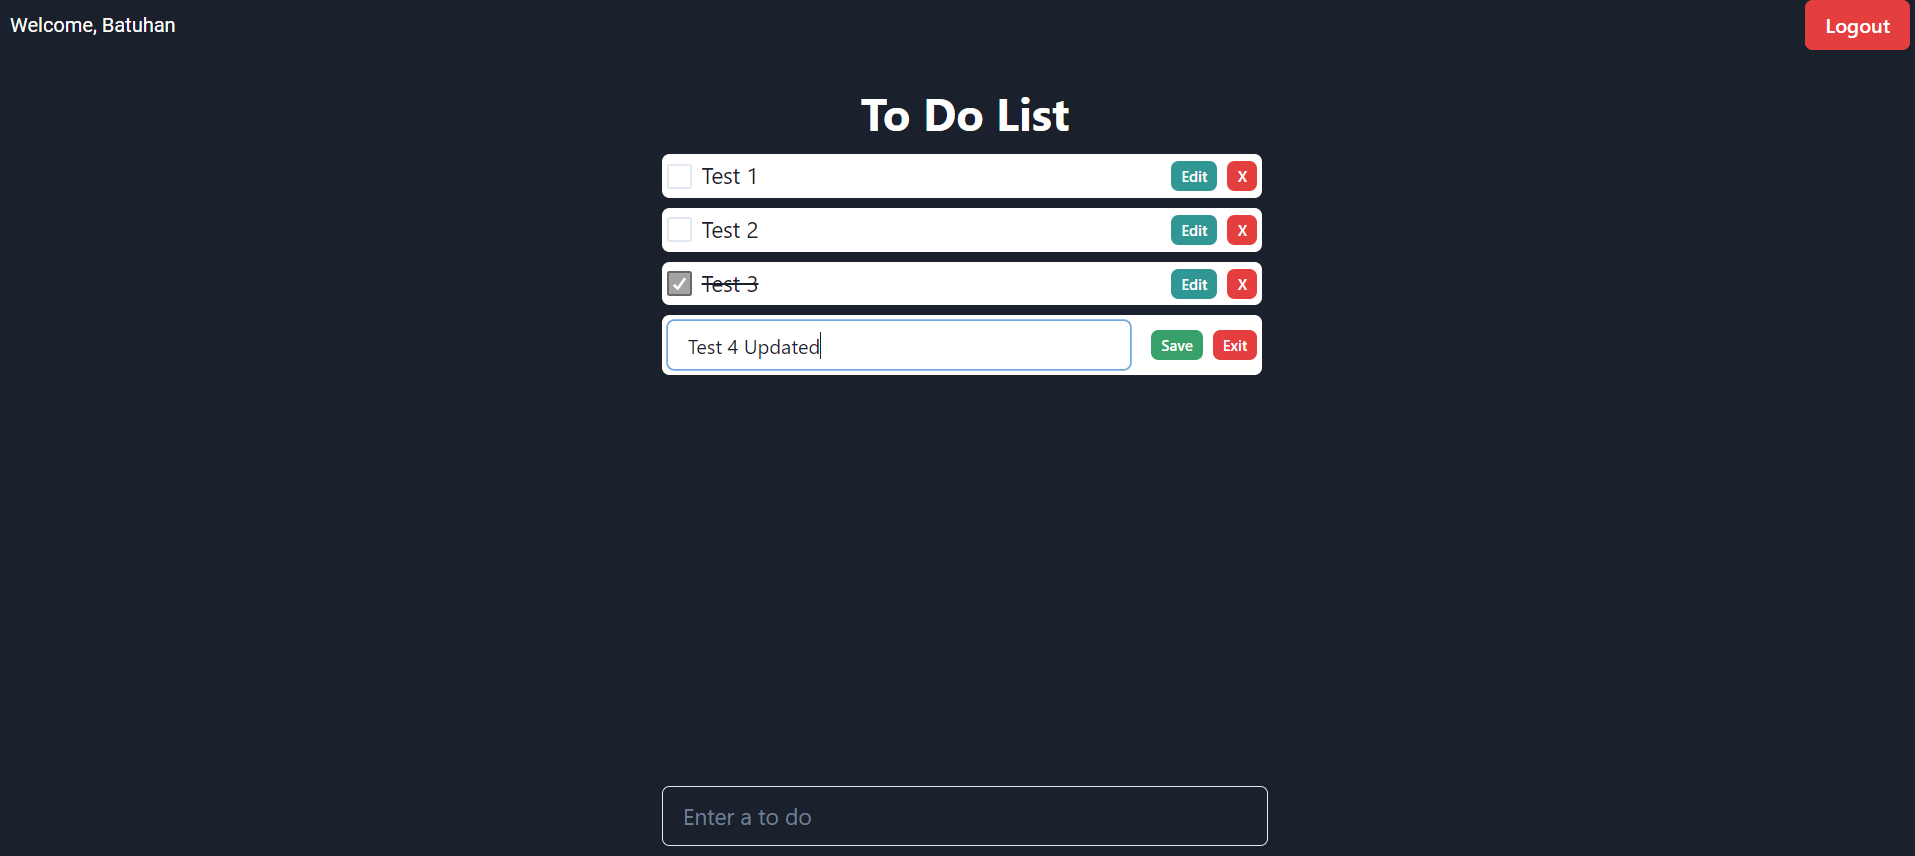 Welcome, Batuhan
Logout
To Do List
Test 1 Edit X
Test 2 Edit X
Test 3 Edit X
Test 4 Updated Save Exit
Enter a to do